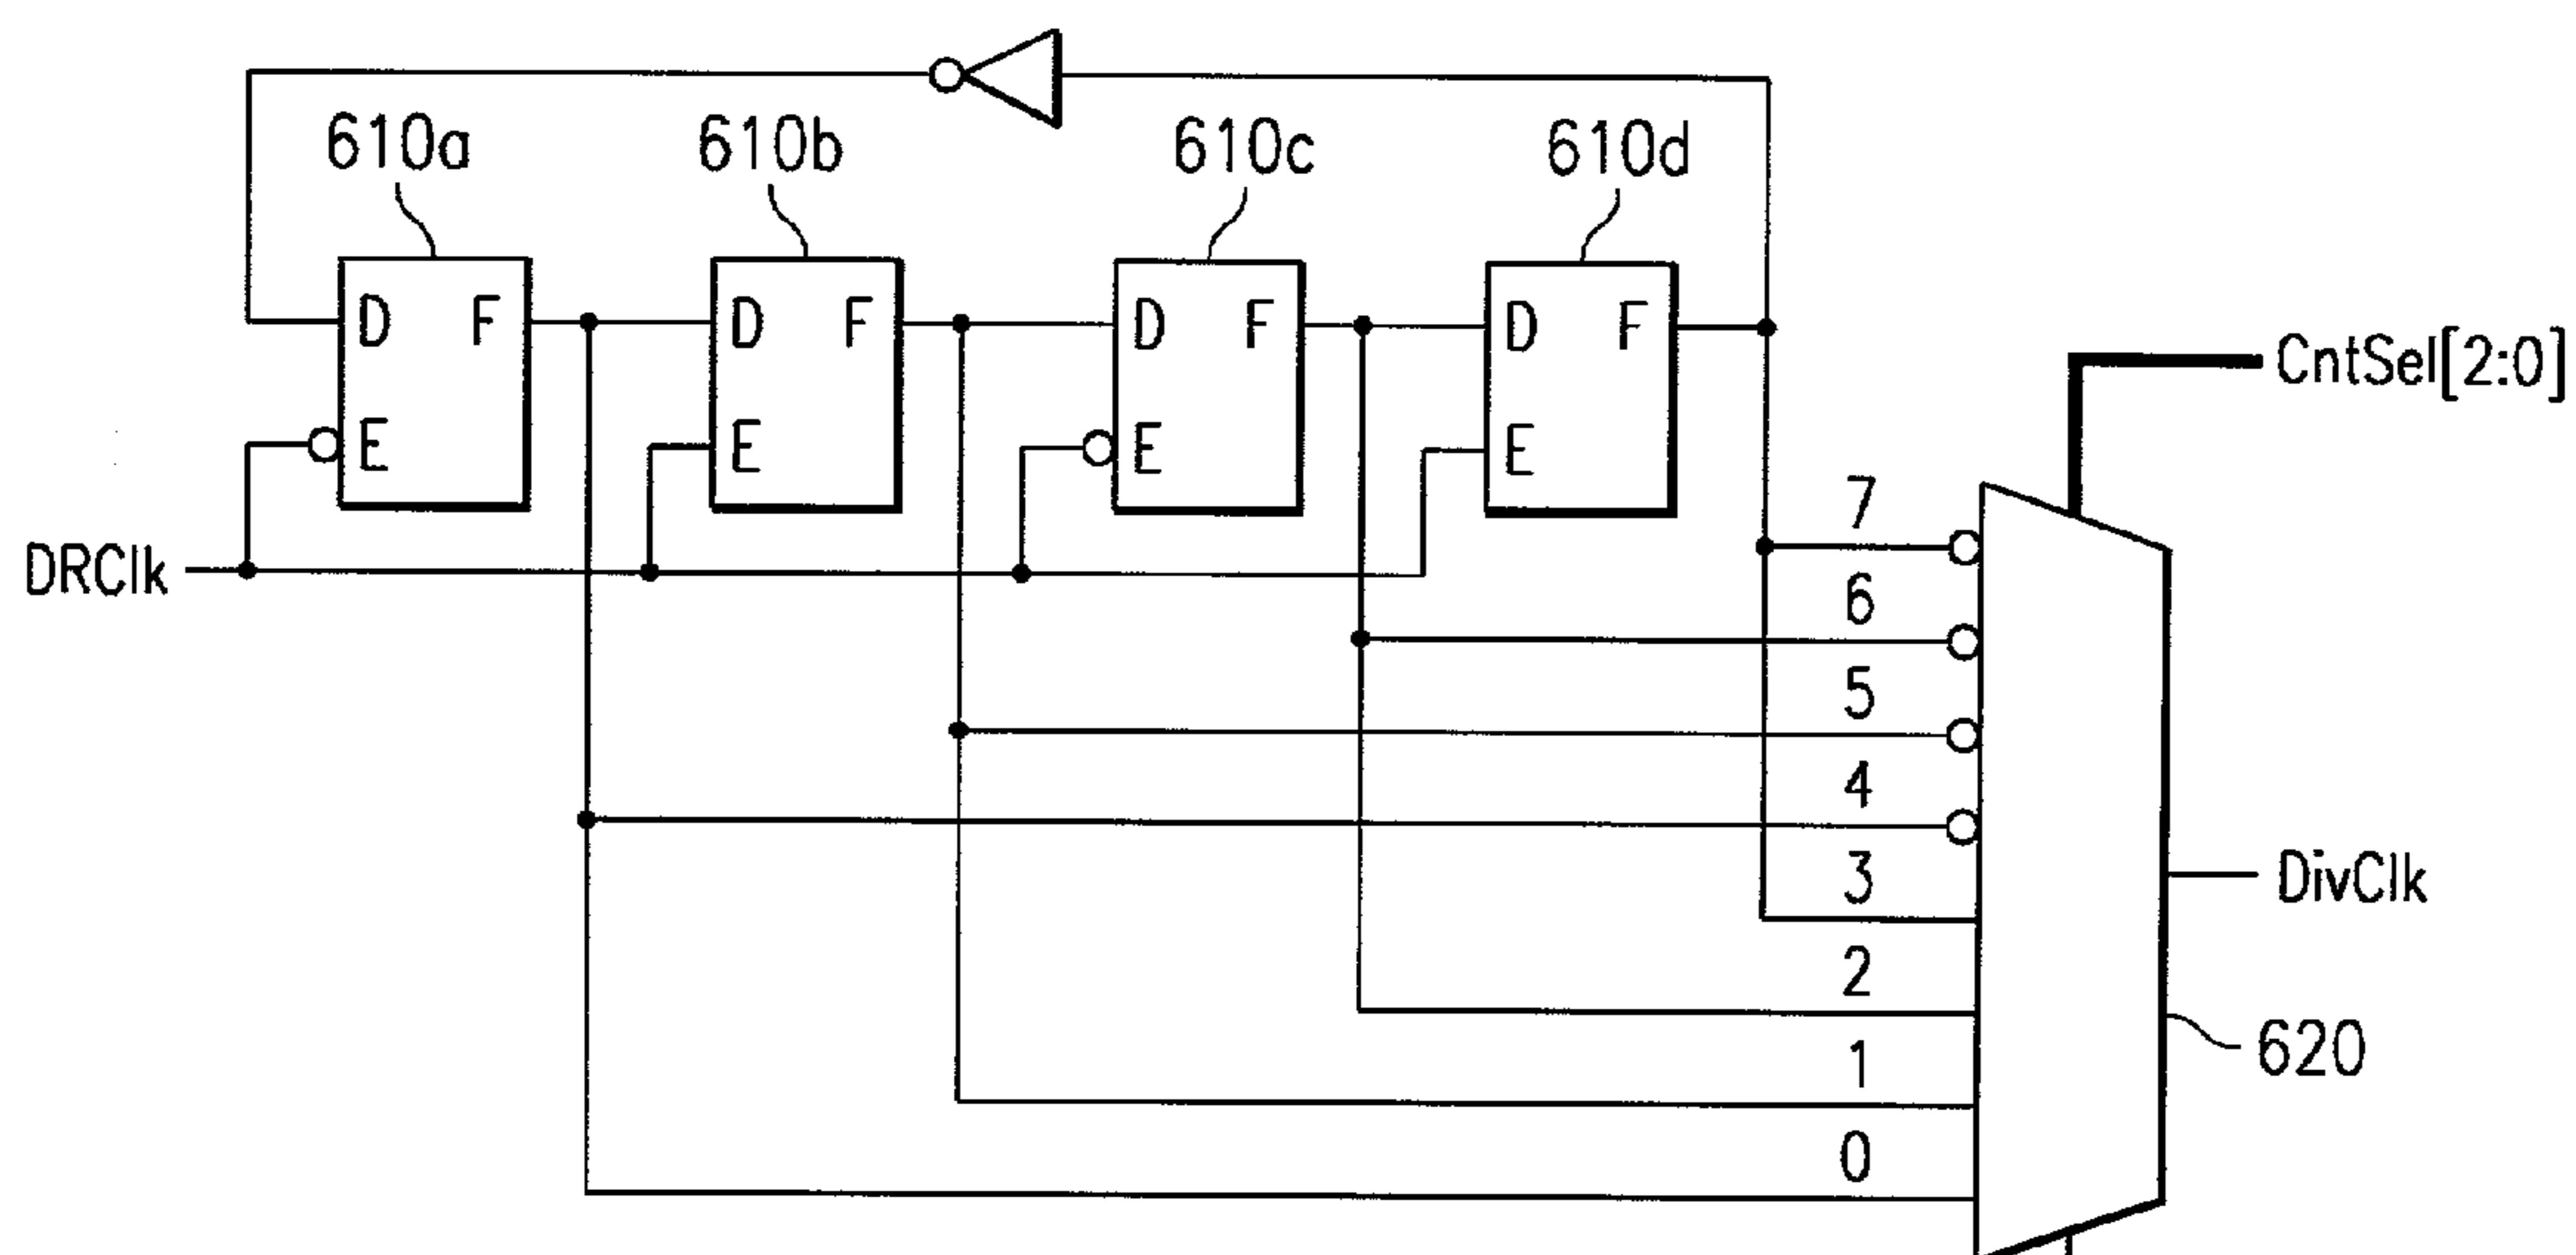 610a
610b
610c
610d
D F
D F
D F
D F
CntSel[2:0]
E
E
E
E
7
DRClk
6
5
4
3
DivClk
2
620
1
0